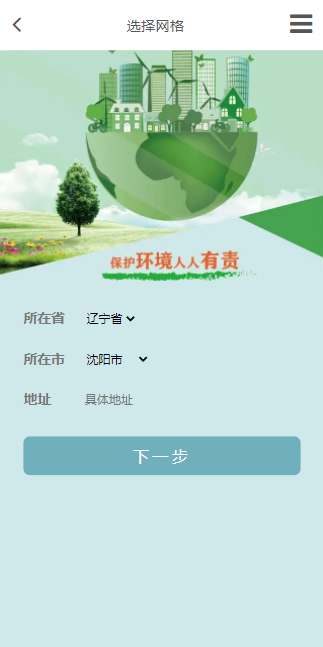 选择网格
保护环境人人有责
所在省 辽宁省
所在市 沈阳市
地址 具体地址
下一步